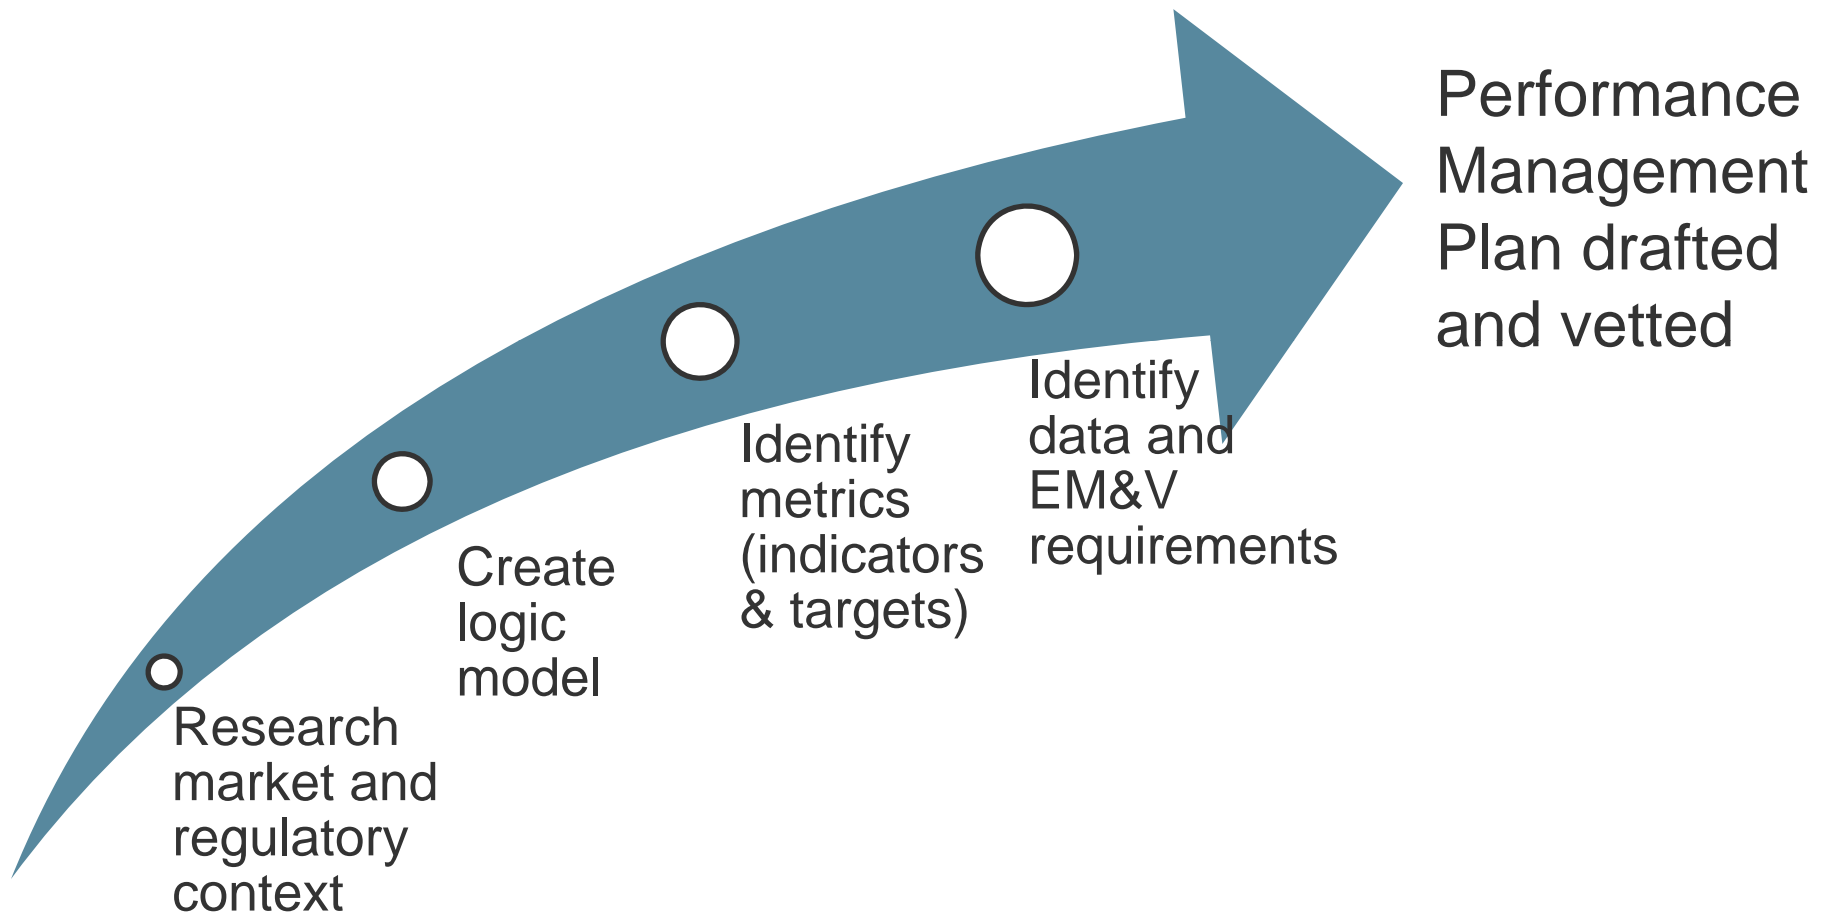 Research
market and
regulatory
context
Create
logic
model
Identify
metrics
(indicators
& targets)
Identify
data and
EM&V
requirements
Performance
Management
Plan drafted
and vetted